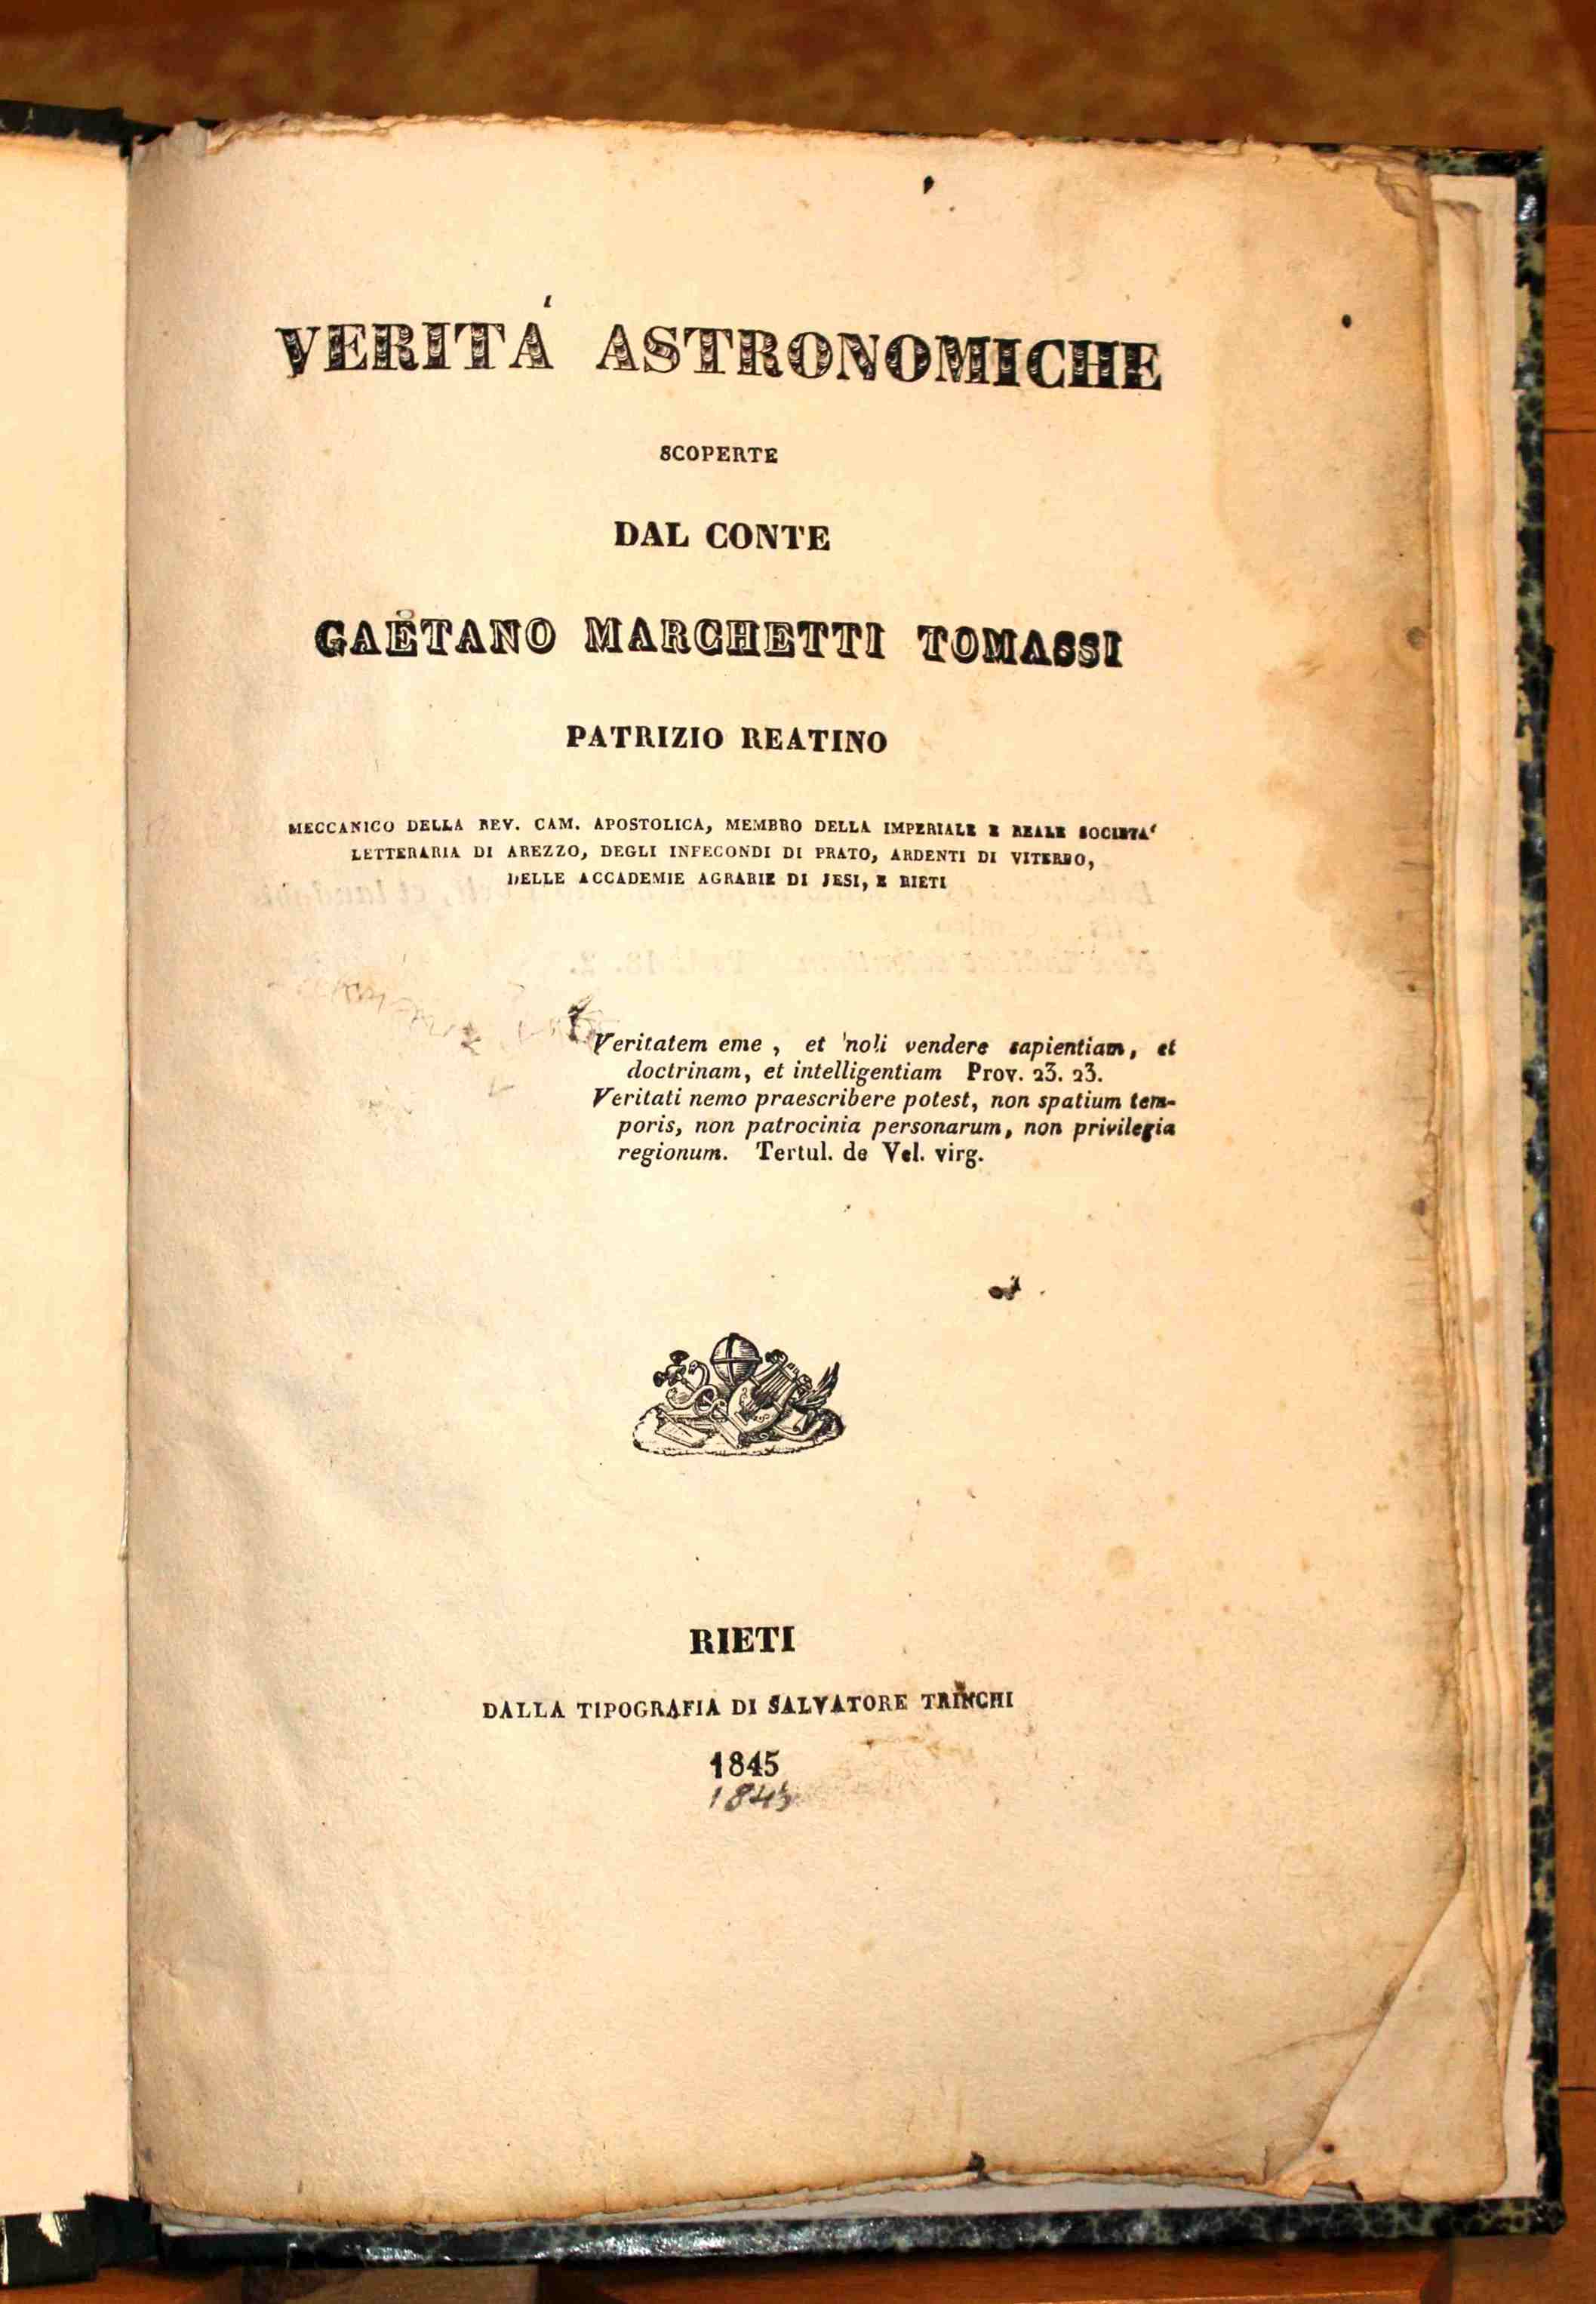 VERITÁ ASTRONOMICHE
SCOPERTE
DAL CONTE
GAËTANO MARCHETTI TOMASSI
PATRIZIO REATINO
MECCANICO DELLA REV. CAM. APOSTOLICA, MEMBRO DELLA IMPERIALE E REALE SOCIETA'
LETTERARIA DI AREZZO, DEGLI INFECONDI DI PRATO, ARDENTI DI VITERBO,
DELLE ACCADEMIE AGRARIE DI JESI, E RIETI
Veritatem eme , et noli vendere sapientiam, et
doctrinam, et intelligentiam Prov. 23. 23.
Veritati nemo praescribere potest, non spatium tem-
poris, non patrocinia personarum, non privilegia
regionum. Tertul. de Vel. virg.
RIETI
DALLA TIPOGRAFIA DI SALVATORE TRINCHI
1845
1845